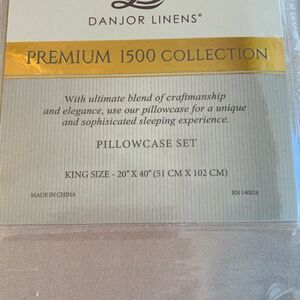 DANJOR LINENS®
PREMIUM 1500 COLLECTION
With ultimate blend of craftmanship
and elegance, use our pillowcase for a unique
and sophisicated sleeping experience.
PILLOWCASE SET
KING SIZE - 20" X 40" (51 CM X 102 CM)
MADE IN CHINA
RN 140024